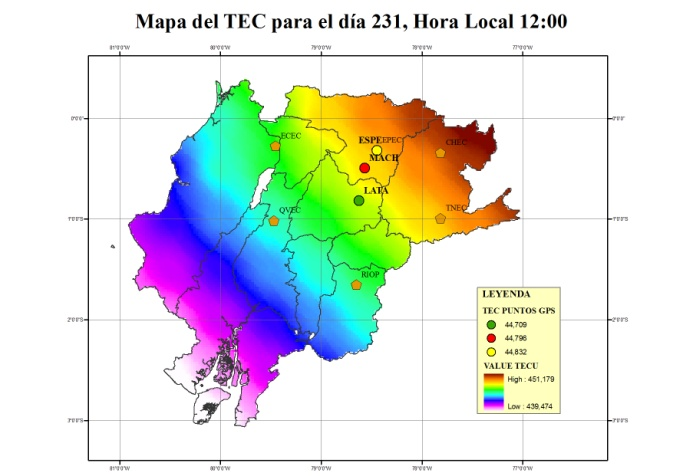 Mapa del TEC para el día 231, Hora Local 12:00
81°0'0"W 80°0'0"W 79°0'0"W 78°0'0"W 77°0'0"W
0°0'0" 0°0'0"
ECEC ESPE EPEC CHEC
MACH
LATA
QVEC TNEC
1°0'0"S 1°0'0"S
RIOP
2°0'0"S 2°0'0"S
3°0'0"S 3°0'0"S
LEYENDA
TEC PUNTOS GPS
44,709
44,796
44,832
VALUE TECU
High : 451,179
Low : 439,474
81°0'0"W 80°0'0"W 79°0'0"W 78°0'0"W 77°0'0"W